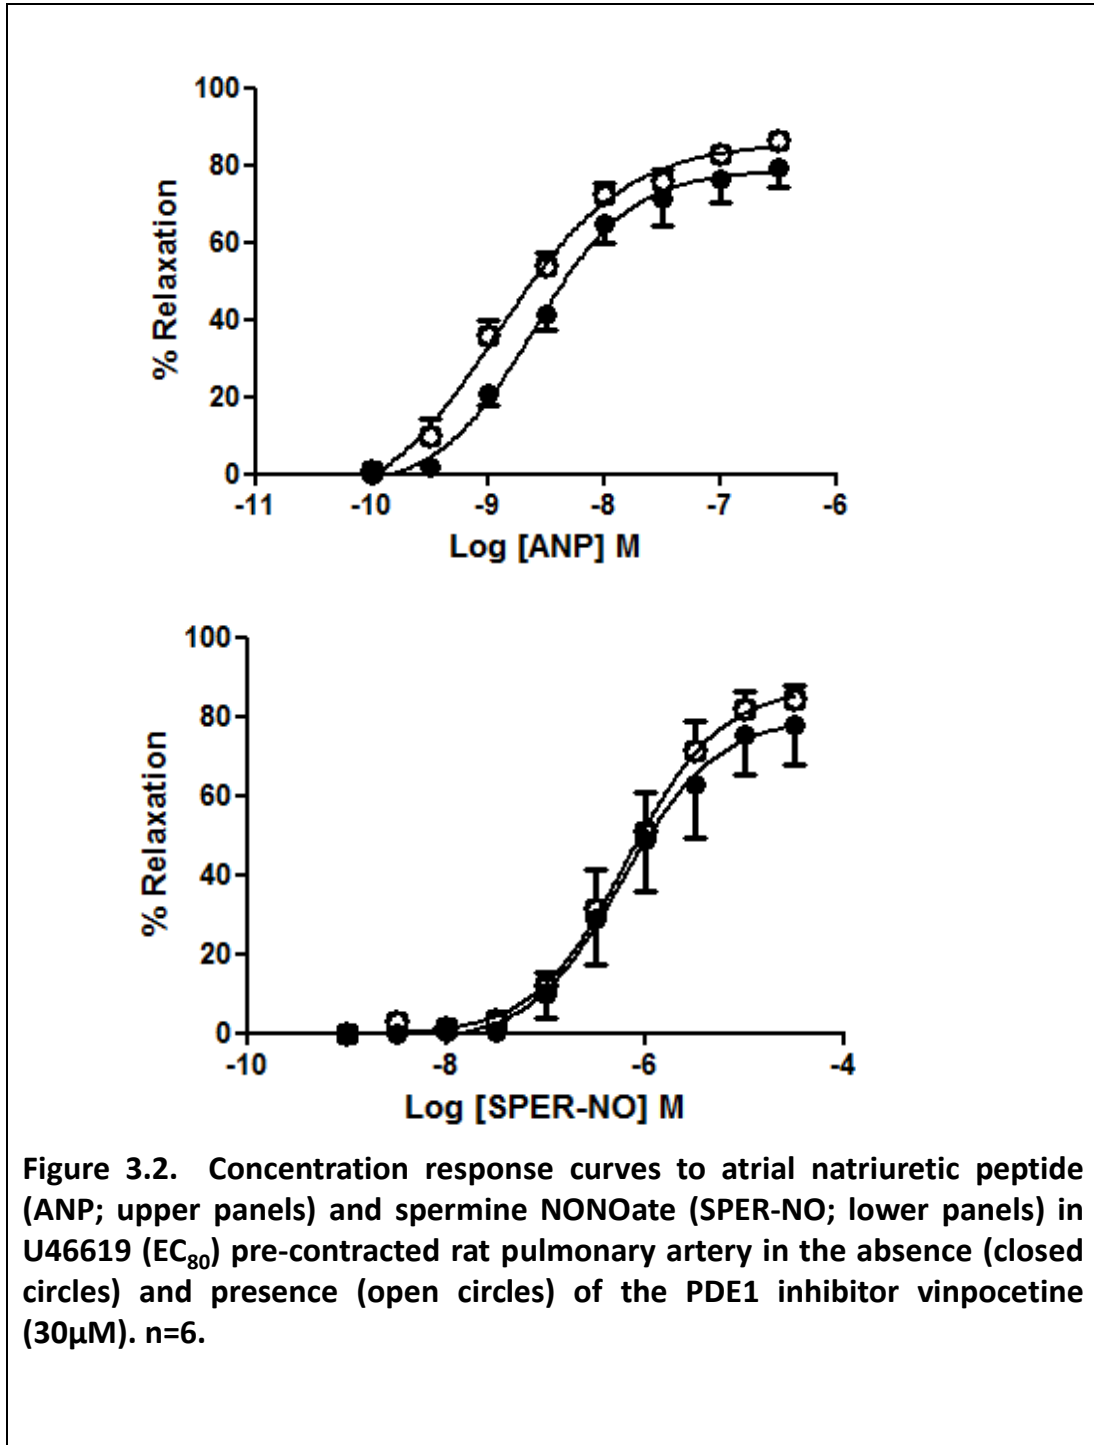 100
80
60
40
20
0
% Relaxation
-11 -10 -9 -8 -7 -6
Log [ANP] M
100
80
60
40
20
0
% Relaxation
-10 -8 -6 -4
Log [SPER-NO] M
Figure 3.2. Concentration response curves to atrial natriuretic peptide
(ANP; upper panels) and spermine NONOate (SPER-NO; lower panels) in
U46619 (EC₈₀) pre-contracted rat pulmonary artery in the absence (closed
circles) and presence (open circles) of the PDE1 inhibitor vinpocetine
(30µM). n=6.